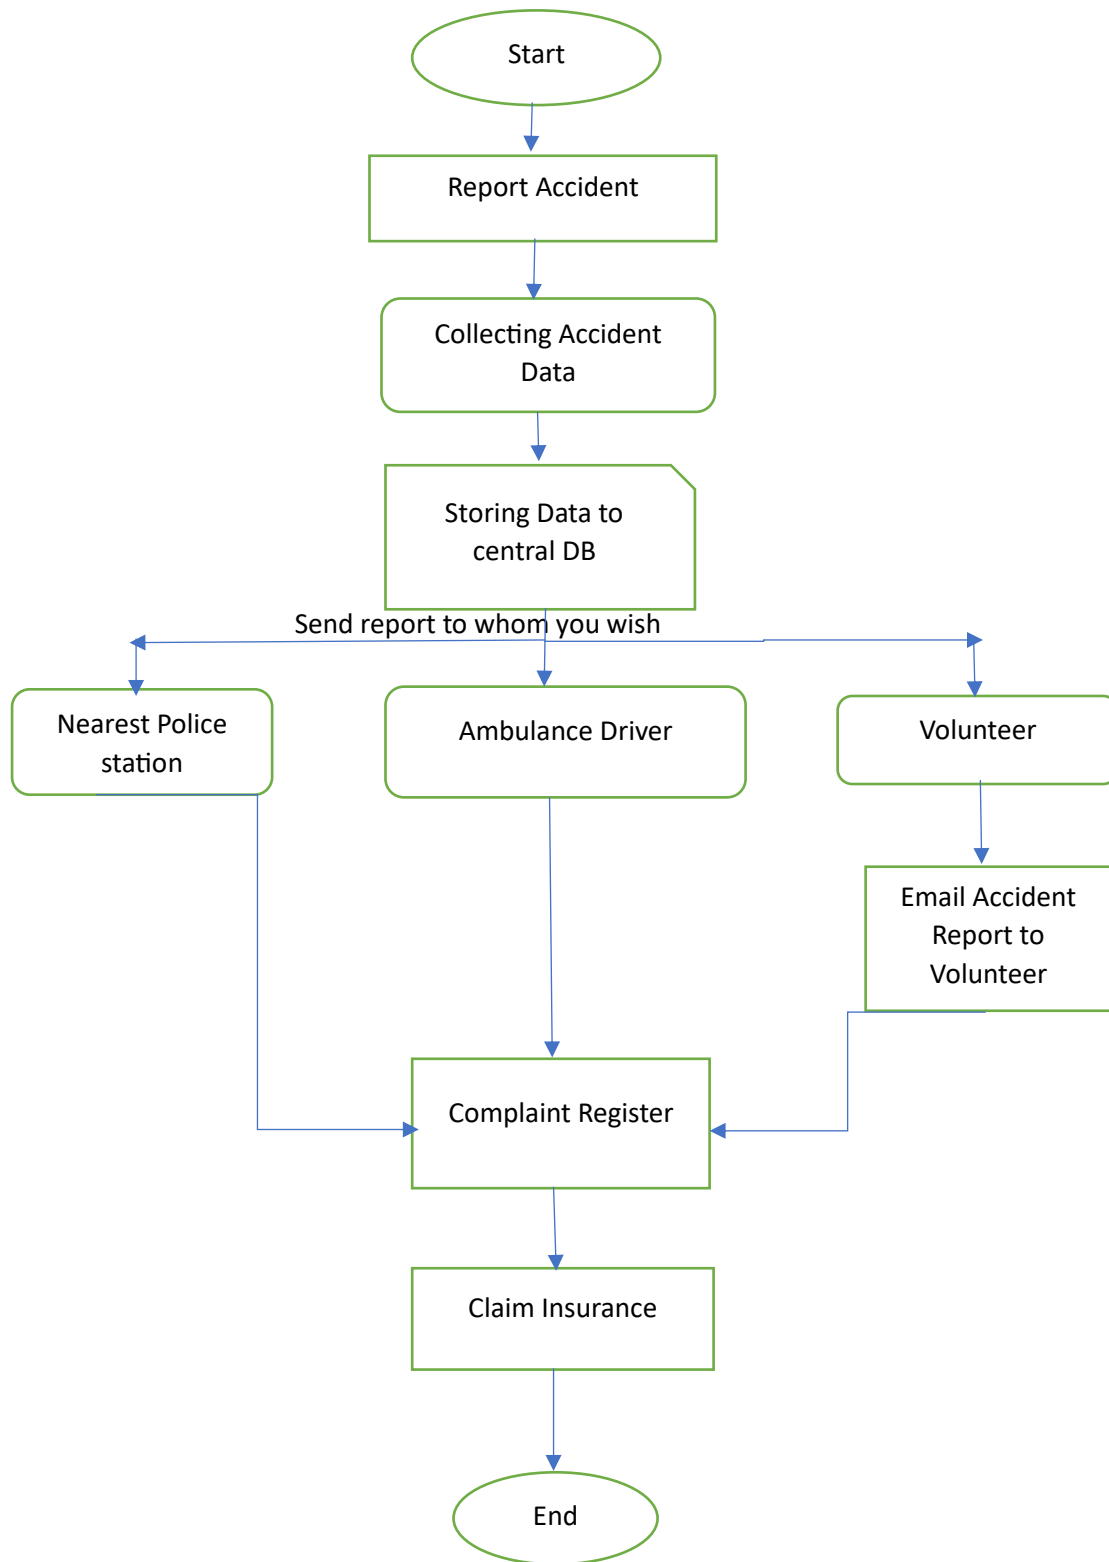 Start
Report Accident
Collecting Accident
Data
Storing Data to
central DB
Send report to whom you wish
Nearest Police
station
Ambulance Driver
Volunteer
Email Accident
Report to
Volunteer
Complaint Register
Claim Insurance
End